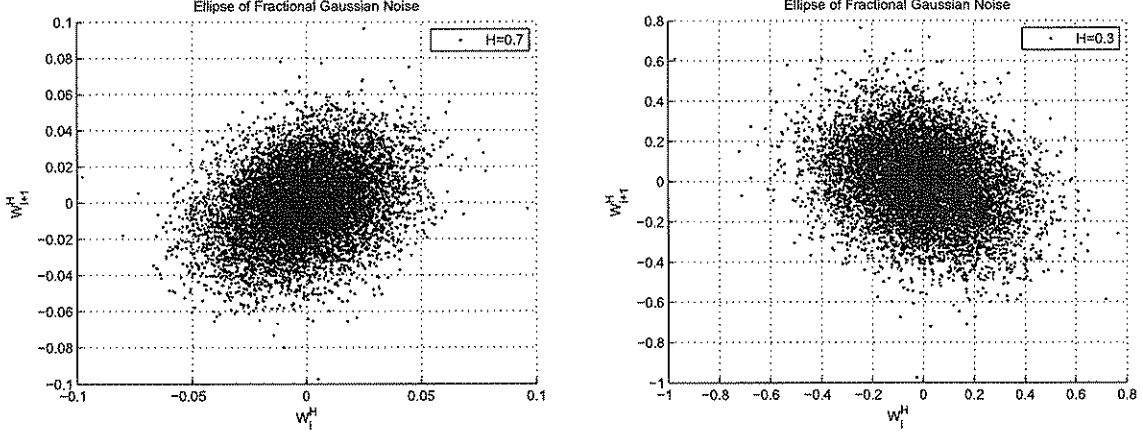 Ellipse of Fractional Gaussian Noise
H=0.7
0.1
0.08
0.06
0.04
0.02
0
−0.02
−0.04
−0.06
−0.08
−0.1
W^H_{i+1}
−0.1 −0.05 0 0.05 0.1
W^H_i
Ellipse of Fractional Gaussian Noise
H=0.3
0.8
0.6
0.4
0.2
0
−0.2
−0.4
−0.6
−0.8
−1
W^H_{i+1}
−1 −0.8 −0.6 −0.4 −0.2 0 0.2 0.4 0.6 0.8
W^H_i